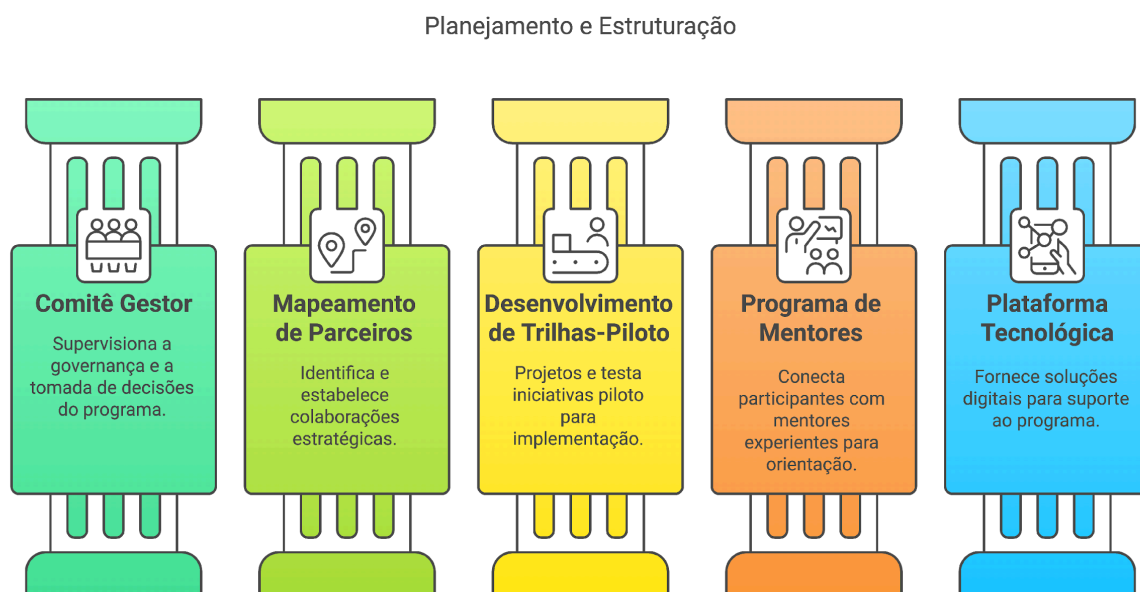 Planejamento e Estruturação
Comitê Gestor
Supervisiona a
governança e a
tomada de decisões
do programa.
Mapeamento
de Parceiros
Identifica e
estabelece
colaborações
estratégicas.
Desenvolvimento
de Trilhas-Piloto
Projetos e testa
iniciativas piloto
para
implementação.
Programa de
Mentores
Conecta
participantes com
mentores
experientes para
orientação.
Plataforma
Tecnológica
Fornece soluções
digitais para suporte
ao programa.